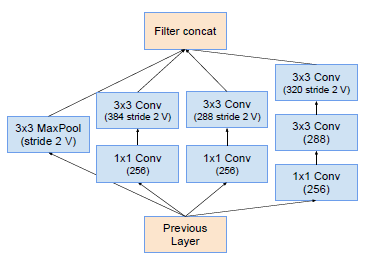 Filter concat
3x3 Conv
(320 stride 2 V)
3x3 Conv
(384 stride 2 V)
3x3 Conv
(288 stride 2 V)
3x3 MaxPool
(stride 2 V)
3x3 Conv
(288)
1x1 Conv
(256)
1x1 Conv
(256)
1x1 Conv
(256)
Previous
Layer